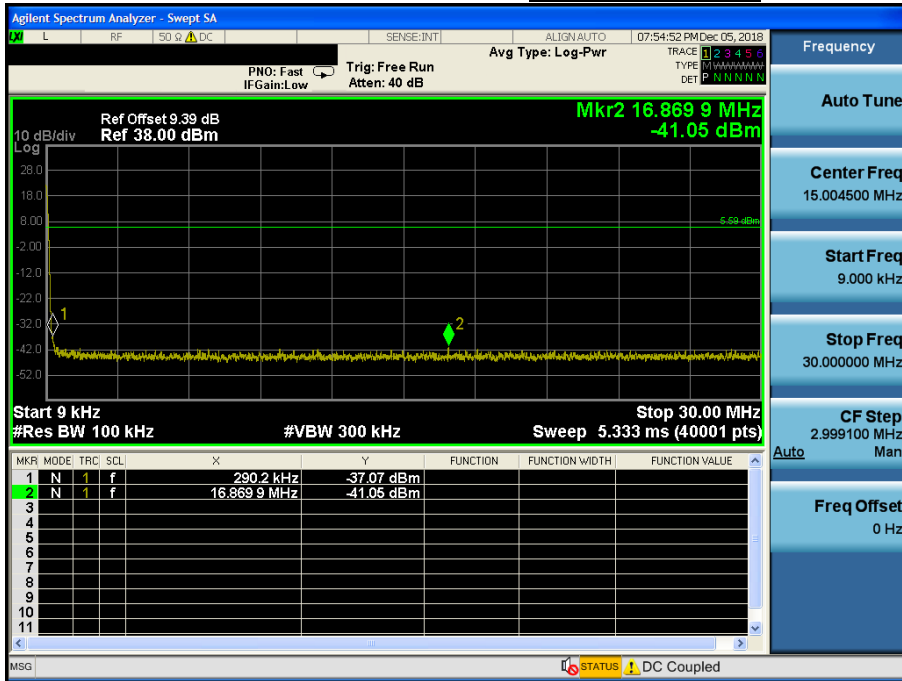 Agilent Spectrum Analyzer - Swept SA
LXI L RF 50 Ω DC SENSE:INT ALIGN AUTO 07:54:52 PM Dec 05, 2018
Avg Type: Log-Pwr TRACE 1 2 3 4 5 6
PNO: Fast Trig: Free Run TYPE M WWWWW
IFGain:Low Atten: 40 dB DET P N N N N N
Mkr2 16.869 9 MHz
-41.05 dBm
Ref Offset 9.39 dB
10 dB/div Ref 38.00 dBm
Log
28.0
18.0
8.00
5.59 dBm
-2.00
-12.0
-22.0
-32.0
1
2
-42.0
-52.0
Start 9 kHz Stop 30.00 MHz
#Res BW 100 kHz #VBW 300 kHz Sweep 5.333 ms (40001 pts)
MKR MODE TRC SCL X Y FUNCTION FUNCTION WIDTH FUNCTION VALUE
1 N 1 f 290.2 kHz -37.07 dBm
2 N 1 f 16.869 9 MHz -41.05 dBm
3
4
5
6
7
8
9
10
11
MSG STATUS DC Coupled
Frequency
Auto Tune
Center Freq
15.004500 MHz
Start Freq
9.000 kHz
Stop Freq
30.000000 MHz
CF Step
2.999100 MHz
Auto Man
Freq Offset
0 Hz